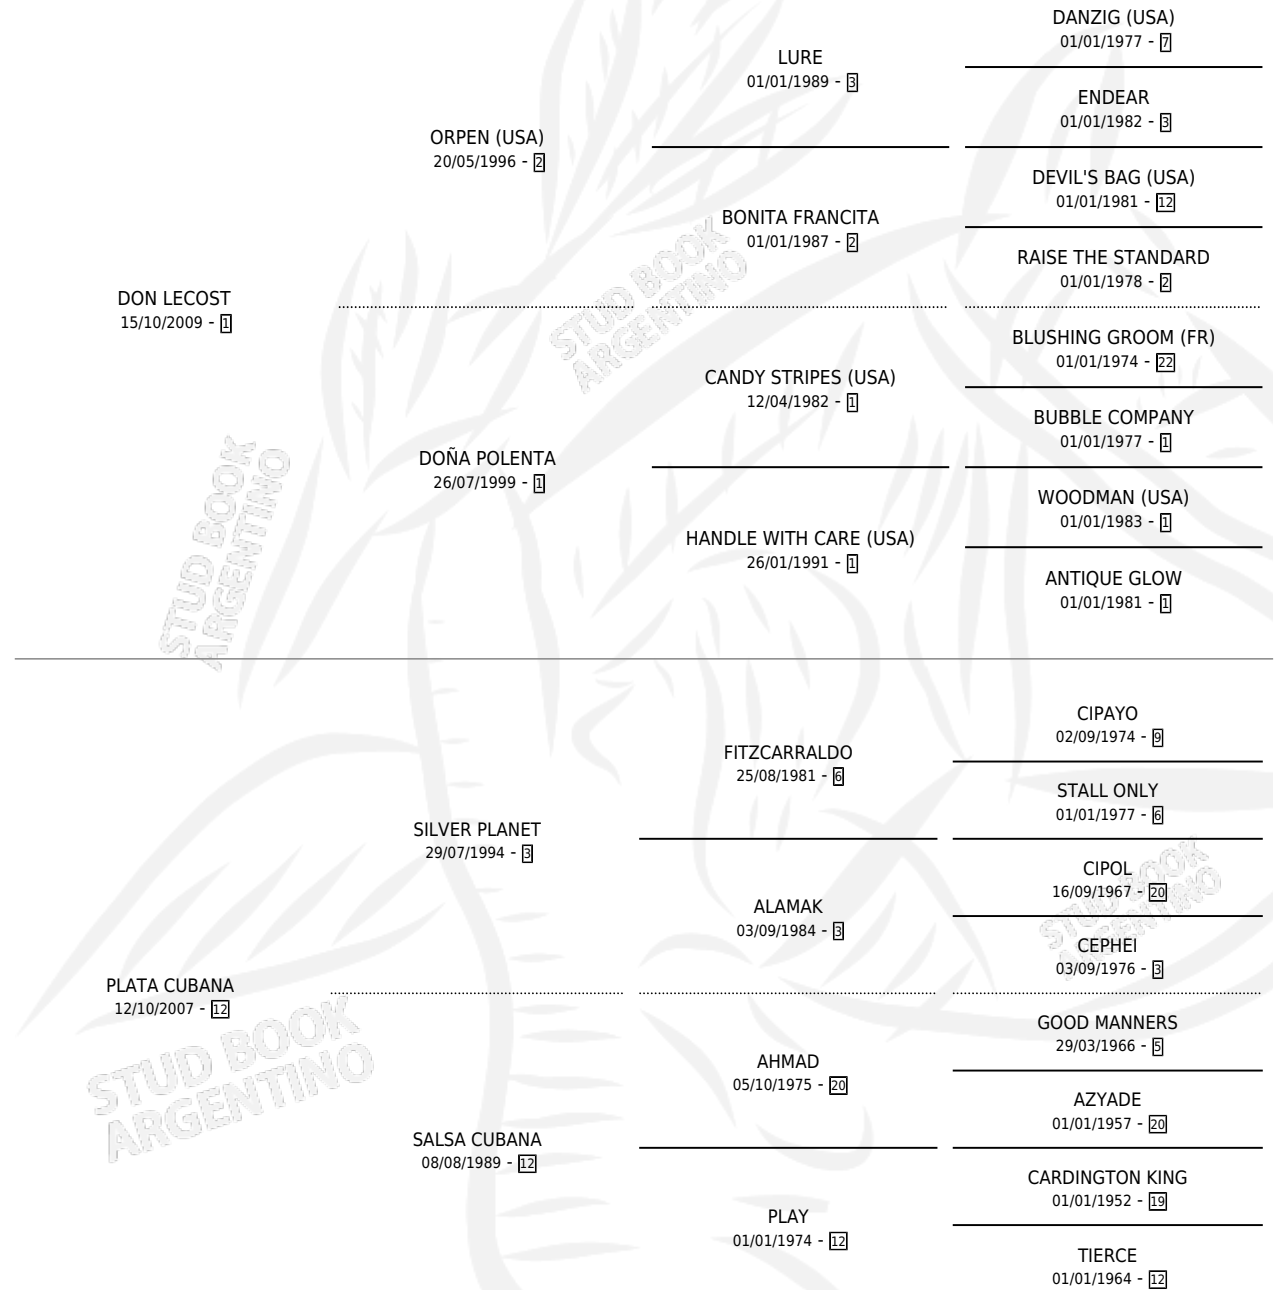 DANZIG (USA)
01/01/1977 - 7
LURE
01/01/1989 - 3
ENDEAR
01/01/1982 - 3
ORPEN (USA)
20/05/1996 - 2
DEVIL'S BAG (USA)
01/01/1981 - 12
BONITA FRANCITA
01/01/1987 - 2
RAISE THE STANDARD
01/01/1978 - 2
DON LECOST
15/10/2009 - 1
BLUSHING GROOM (FR)
01/01/1974 - 22
CANDY STRIPES (USA)
12/04/1982 - 1
BUBBLE COMPANY
01/01/1977 - 1
DOÑA POLENTA
26/07/1999 - 1
WOODMAN (USA)
01/01/1983 - 1
HANDLE WITH CARE (USA)
26/01/1991 - 1
ANTIQUE GLOW
01/01/1981 - 1
CIPAYO
02/09/1974 - 9
FITZCARRALDO
25/08/1981 - 6
STALL ONLY
01/01/1977 - 6
SILVER PLANET
29/07/1994 - 3
CIPOL
16/09/1967 - 20
ALAMAK
03/09/1984 - 3
CEPHEI
03/09/1976 - 3
PLATA CUBANA
12/10/2007 - 12
GOOD MANNERS
29/03/1966 - 5
AHMAD
05/10/1975 - 20
AZYADE
01/01/1957 - 20
SALSA CUBANA
08/08/1989 - 12
CARDINGTON KING
01/01/1952 - 19
PLAY
01/01/1974 - 12
TIERCE
01/01/1964 - 12
STUD BOOK
ARGENTINO
STUD BOOK
ARGENTINO
STUD BOOK
ARGENTINO
STUD BOOK
ARGENTINO